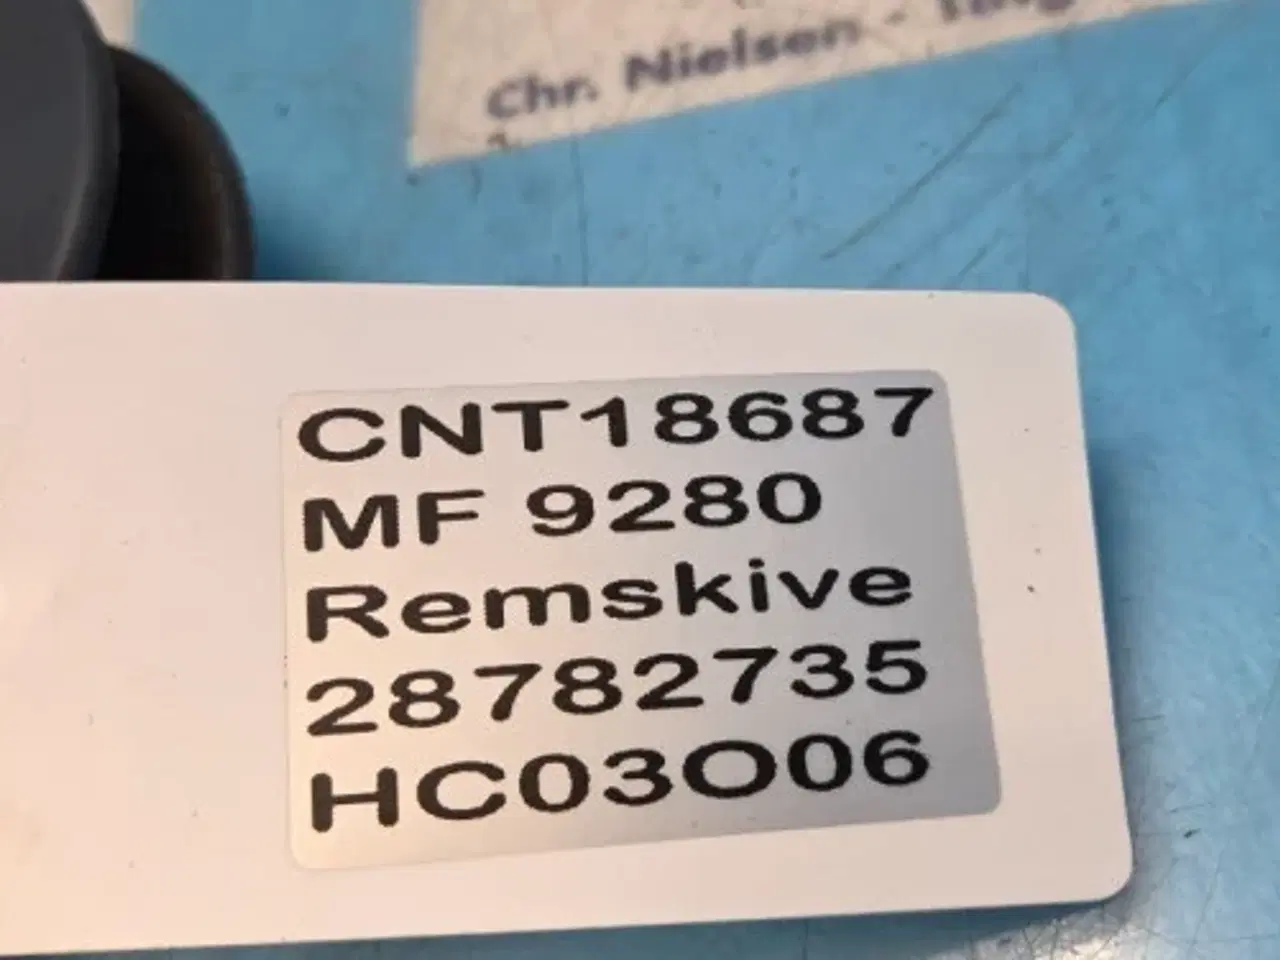 Chr. Nielsen -
CNT18687
MF 9280
Remskive
28782735
HC03O06